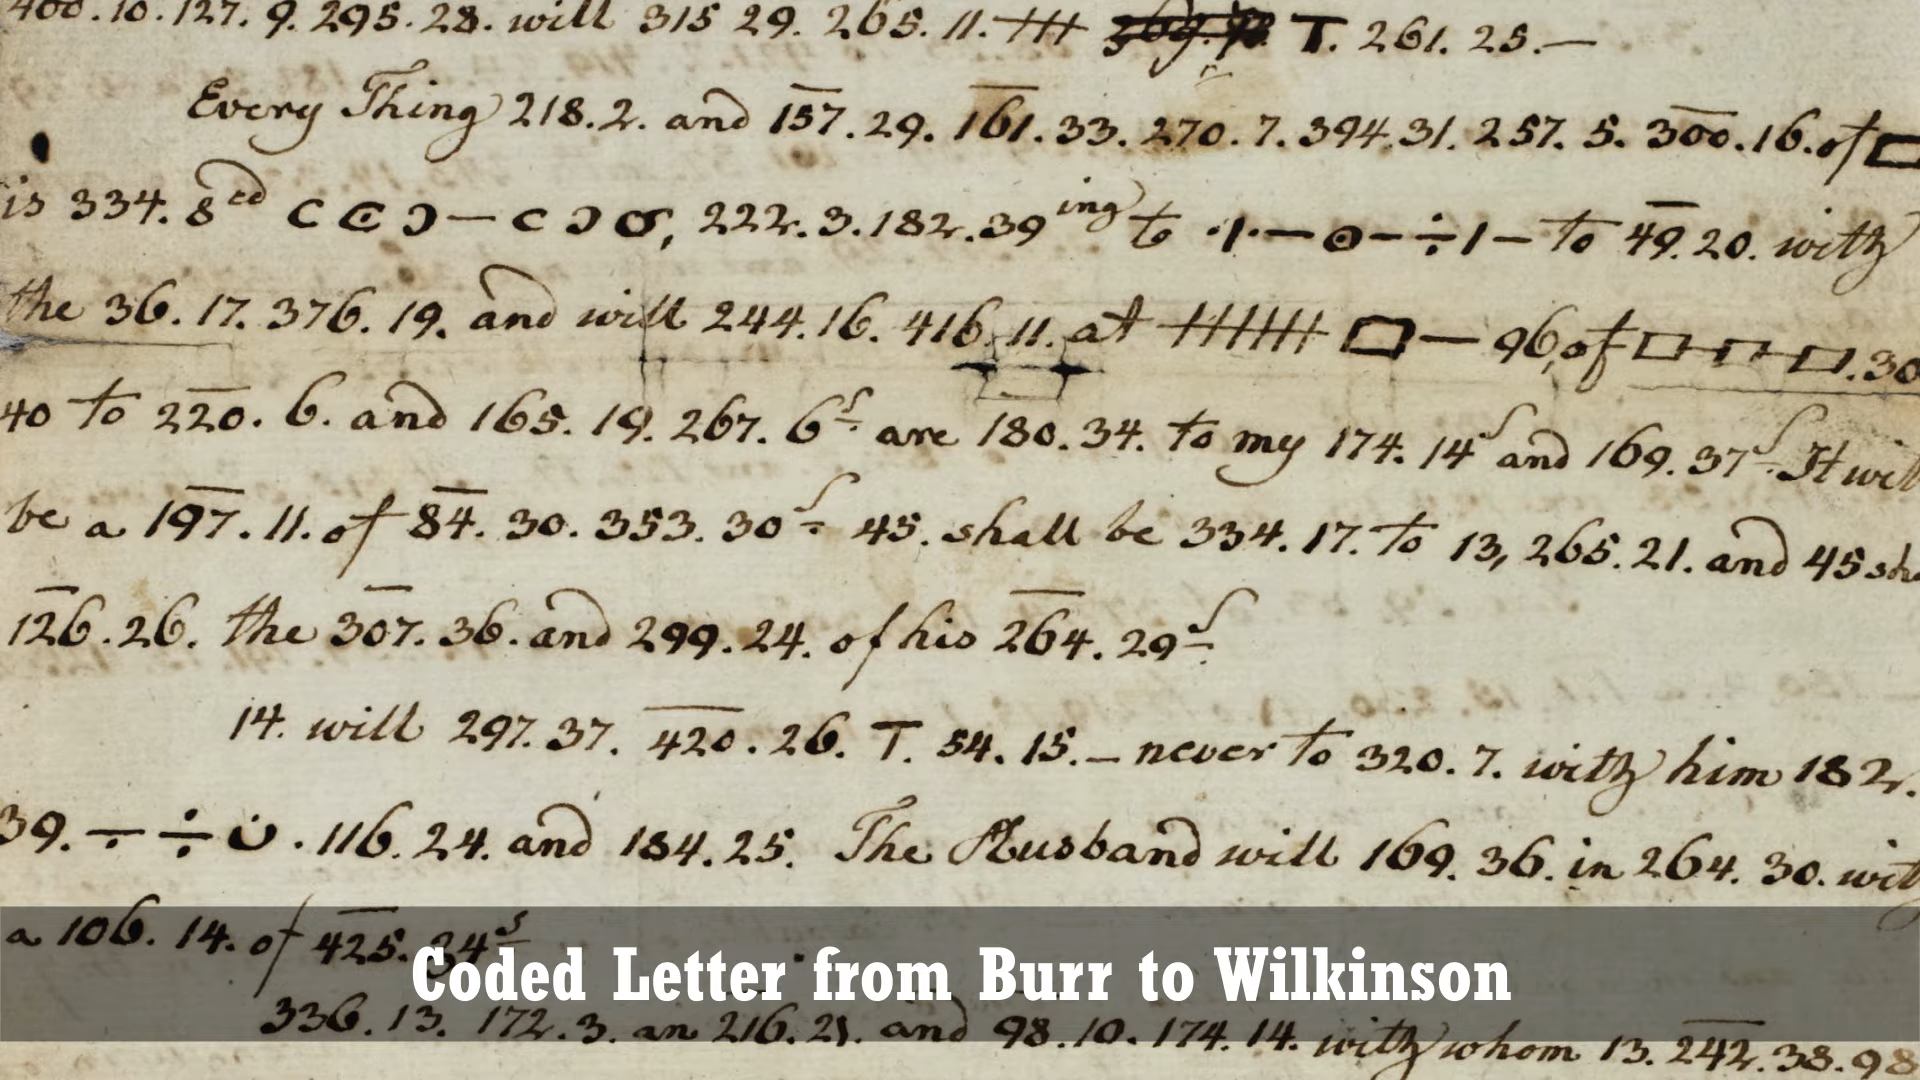 400.10.127. 9. 295.28. will 315 29. 265. 11. T. 261. 25.—
Every Thing 218.2. and 157.29. 161.33. 270.7. 394.31. 257. 5. 300.16. of
is 334. 8ed 222.3.182.39ing to to 49.20. with
the 36. 17. 376. 19. and will 244.16. 416.11. at — 96, of .30
40 to 220. 6. and 165. 19. 267. 6s are 180. 34. to my 174. 14s and 169. 37s. It will
be a 197. 11. of 84. 30. 353. 30s 45. shall be 334. 17. to 13, 265. 21. and 45
126.26. the 307. 36. and 299. 24. of his 264. 29s
14. will 297. 37. 420. 26. T. 54. 15.— never to 320. 7. with him 182.
39. 116. 24. and 184. 25. The Husband will 169. 36. in 264. 30. wit
a 106. 14. of 425. 34s
Coded Letter from Burr to Wilkinson
336. 13. 172. 3. an 216. 21. and 98. 10. 174. 14. with whom 13. 242. 38. 98